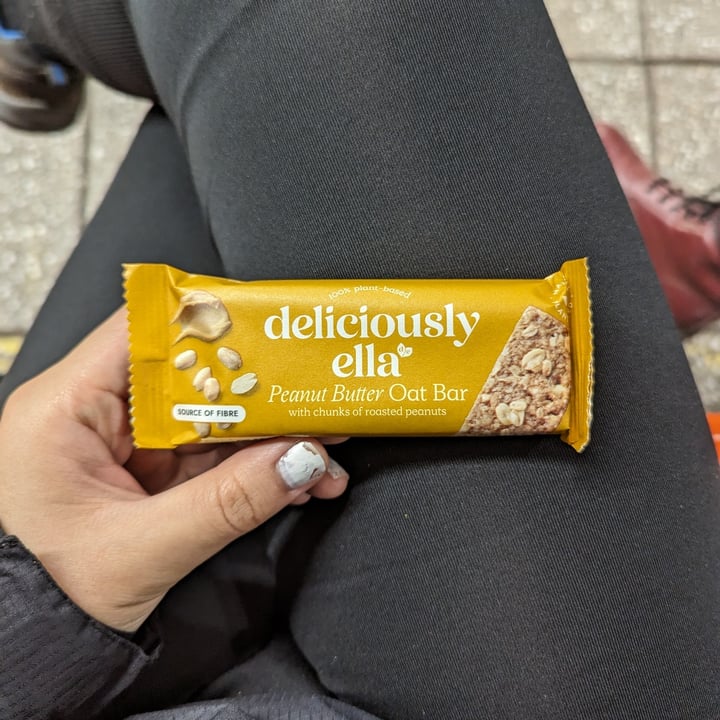 100% plant-based
deliciously
ella
Peanut Butter Oat Bar
with chunks of roasted peanuts
SOURCE OF FIBRE